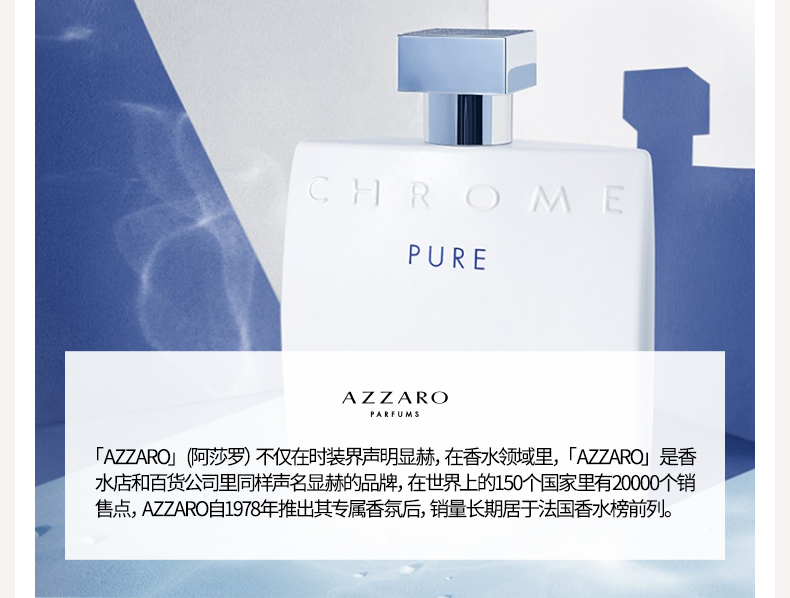 CHROME
PURE
AZZARO
PARFUMS
「AZZARO」(阿莎罗) 不仅在时装界声明显赫, 在香水领域里,「AZZARO」是香
水店和百货公司里同样声名显赫的品牌, 在世界上的150个国家里有20000个销
售点, AZZARO自1978年推出其专属香氛后, 销量长期居于法国香水榜前列。